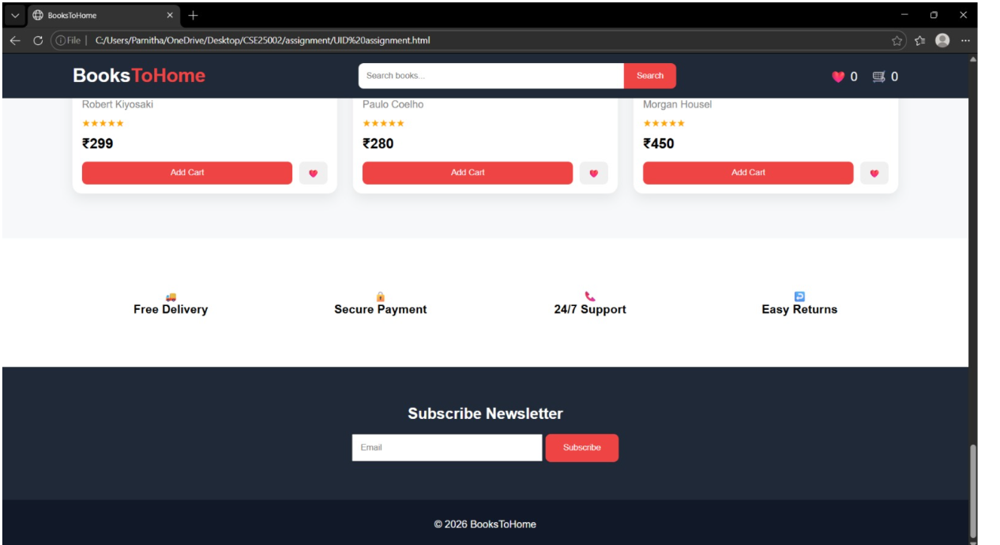 BooksToHome
File | C:/Users/Pamitha/OneDrive/Desktop/CSE25002/assignment/UID%20assignment.html
BooksToHome Search books... Search 0 0
Robert Kiyosaki Paulo Coelho Morgan Housel
★★★★★ ★★★★★ ★★★★★
₹299 ₹280 ₹450
Add Cart Add Cart Add Cart
Free Delivery Secure Payment 24/7 Support Easy Returns
Subscribe Newsletter
Email Subscribe
© 2026 BooksToHome